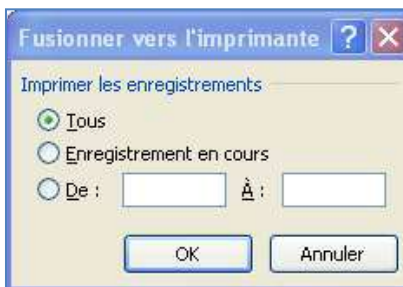 Fusionner vers l'imprimante ?
Imprimer les enregistrements
Tous
Enregistrement en cours
De : À :
OK Annuler